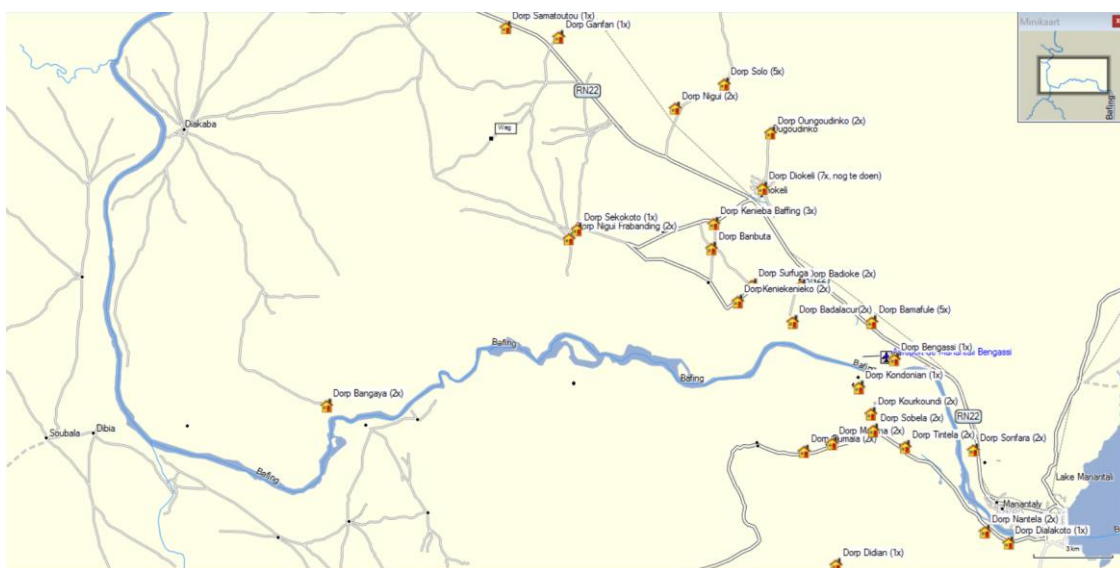 Dorp Samatoutou (1x)
Dorp Ganfan (1x)
Minikaart
Bafing
Dorp Solo (5x)
RN22
Dorp Nigui (2x)
Diakaba
Weg
Dorp Oungoudinko (2x)
Dorp Diokeli (7x, nog te doen)
Dorp Kenieba Baffing (3x)
Dorp Sekokoto (1x)
Dorp Nigui Frabanding (2x)
Dorp Banbuta
Dorp Surfuga
Dorp Badioke (2x)
DorpKeniekenieko (2x)
Dorp Badalacur(2x)
Dorp Bamafule (5x)
Bafing
Dorp Bengassi (1x)
Bafing
Dorp Kondonian (1x)
Dorp Bangaya (2x)
Dorp Kourkoundi (2x)
Dorp Sobela (2x)
RN22
Soubala
Dibia
Dorp Tintela (2x)
Dorp Sonfara (2x)
Bafing
Lake Manantali
Manantaly
Dorp Nantela (2x)
Dorp Dialakoto (1x)
Dorp Didian (1x)
3 km